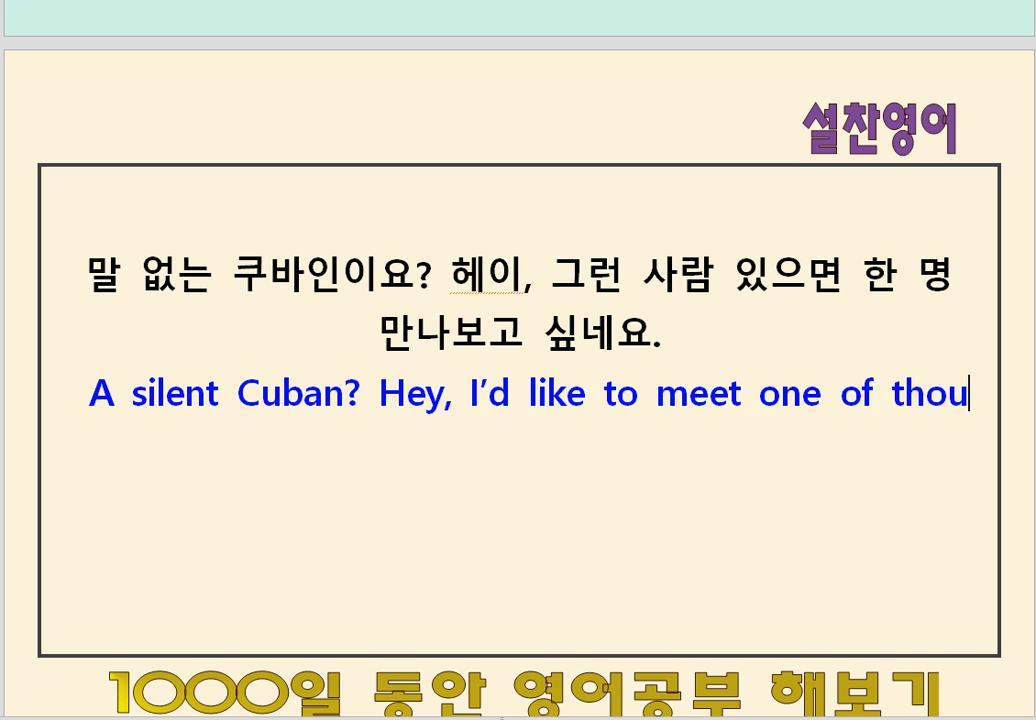 설찬영어
말 없는 쿠바인이요? 헤이, 그런 사람 있으면 한 명
만나보고 싶네요.
A silent Cuban? Hey, I’d like to meet one of thou
1000일 동안 영어공부 해보기